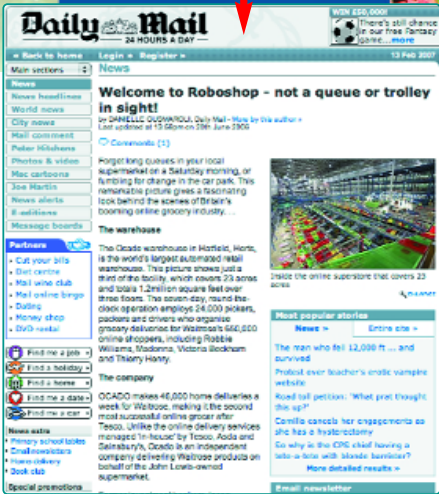 Daily Mail
24 HOURS A DAY
WIN £50,000!
There's still chance
in our free Fantasy
game...more
« Back to home
Login »
Register »
13 Feb 2007
Main sections
News
News
News headlines
World news
City news
Mail comment
Peter Hitchens
Photos & video
Mac cartoons
Joe Martin
News alerts
E-editions
Message boards
Partners
Cut your bills
Diet centre
Mail wine club
Mail online bingo
Dating
Money shop
DVD rental
Find me a job
Find a holiday
Find a home
Find me a date
Find me a car
News extra
Primary school tables
Email newsletters
Home delivery
Book club
Special promotions
Welcome to Roboshop - not a queue or trolley
in sight!
by DANIELLE GUSMAROLI, Daily Mail - More by this author »
Last updated at 13:58pm on 29th June 2006
Comments (1)
Forget long queues in your local
supermarket on a Saturday morning, or
fumbling for change in the car park. This
remarkable picture gives a fascinating
look behind the scenes of Britain's
booming online grocery industry. . .
The warehouse
The Ocado warehouse in Hatfield, Herts,
is the world's largest automated retail
warehouse. This picture shows just a
third of the facility, which covers 23 acres
and totals 1.2million square feet over
three floors. The seven-day, round-the-
clock operation employs 24,000 pickers,
packers and drivers who organise
grocery deliveries for Waitrose's 660,000
online shoppers, including Robbie
Williams, Madonna, Victoria Beckham
and Thierry Henry.
The company
OCADO makes 46,000 home deliveries a
week for Waitrose, making it the second
most successful online grocer after
Tesco. Unlike the online delivery services
managed 'in-house' by Tesco, Asda and
Sainsbury's, Ocado is an independent
company delivering Waitrose products on
behalf of the John Lewis-owned
supermarket.
Inside the online superstore that covers 23
acres
Enlarge
Most popular stories
News »
Entire site »
The man who fell 12,000 ft ... and
survived
Protest over teacher's erotic vampire
website
Road toll petition: 'What prat thought
this up?'
Camilla cancels her engagements as
she has a hysterectomy
So why is the CPS chief having a
tete-a-tete with blonde barrister?
More detailed results »
Email newsletter